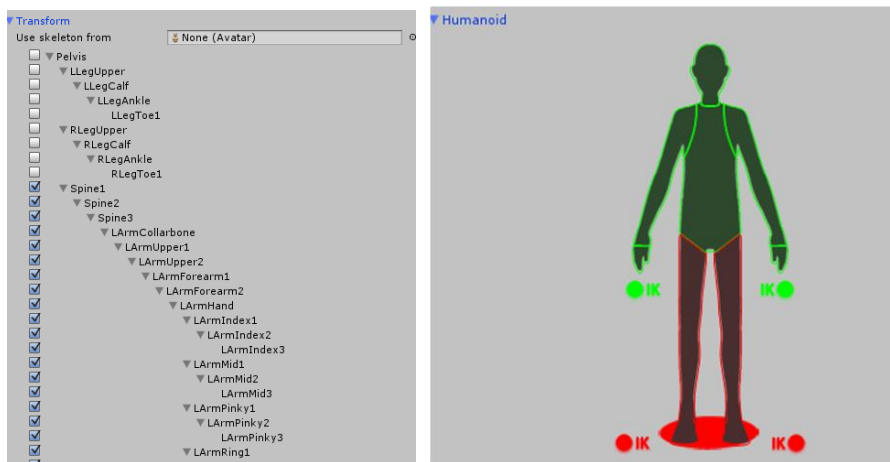 Transform
Use skeleton from None (Avatar)
Pelvis
LLegUpper
LLegCalf
LLegAnkle
LLegToe1
RLegUpper
RLegCalf
RLegAnkle
RLegToe1
Spine1
Spine2
Spine3
LArmCollarbone
LArmUpper1
LArmUpper2
LArmForearm1
LArmForearm2
LArmHand
LArmIndex1
LArmIndex2
LArmIndex3
LArmMid1
LArmMid2
LArmMid3
LArmPinky1
LArmPinky2
LArmPinky3
LArmRing1
Humanoid
IK IK
IK IK